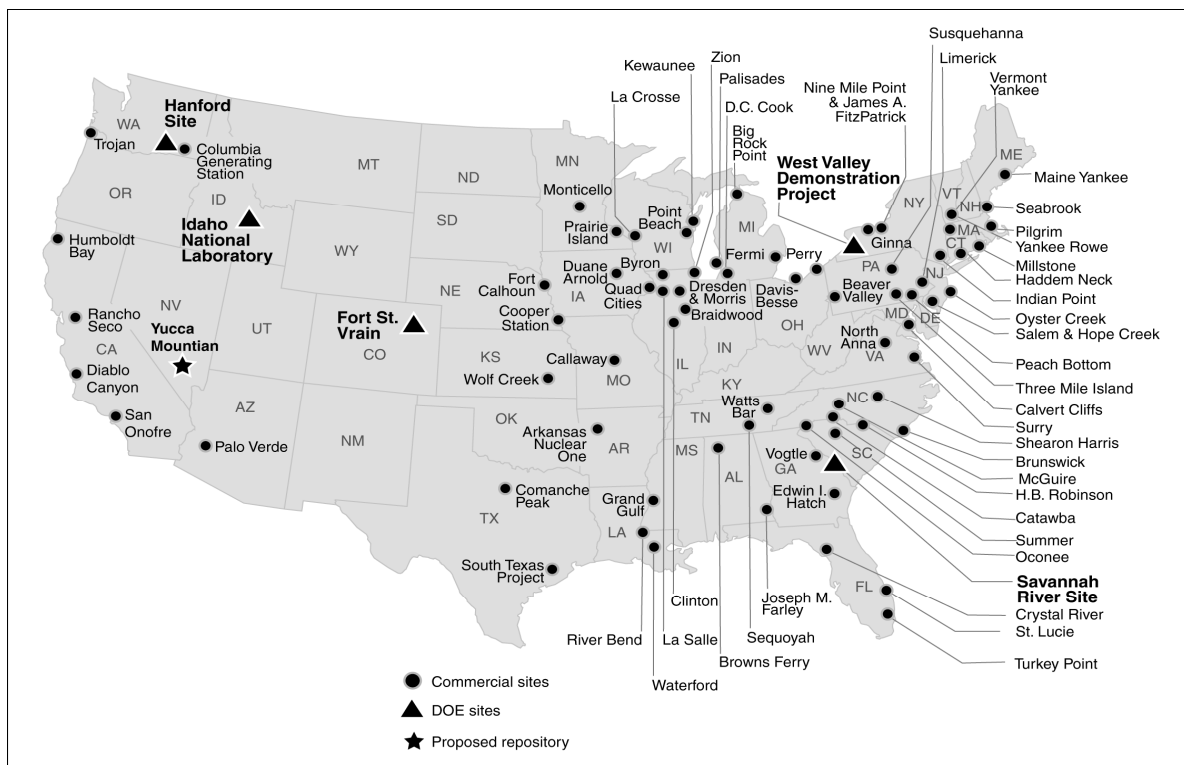 Susquehanna
Limerick
Zion
Kewaunee
Palisades
Vermont
Yankee
Nine Mile Point
& James A.
FitzPatrick
La Crosse
D.C. Cook
Big
Rock
Point
Hanford
Site
WA
Trojan
Columbia
Generating
Station
MT
ND
MN
West Valley
Demonstration
Project
ME
Maine Yankee
OR
ID
Monticello
VT
NH
NY
Seabrook
Idaho
National
Laboratory
SD
Prairie
Island
Point
Beach
WI
MI
Ginna
MA
CT
Pilgrim
Yankee Rowe
Humboldt
Bay
WY
Fermi
Perry
PA
Millstone
Haddem Neck
Fort
Calhoun
Duane
Arnold
Byron
Quad
Cities
Dresden
& Morris
Davis-
Besse
Beaver
Valley
NJ
Indian Point
NV
NE
IA
Braidwood
MD
DE
Oyster Creek
Salem & Hope Creek
Rancho
Seco
Yucca
Mountian
UT
Fort St.
Vrain
CO
Cooper
Station
OH
North
Anna
VA
WV
Peach Bottom
CA
Diablo
Canyon
KS
Callaway
Wolf Creek
MO
IL
IN
Three Mile Island
KY
Calvert Cliffs
San
Onofre
AZ
NM
OK
Watts
Bar
TN
NC
Surry
Shearon Harris
Palo Verde
Arkansas
Nuclear
One
AR
MS
AL
Vogtle
GA
SC
Brunswick
McGuire
H.B. Robinson
Comanche
Peak
TX
Grand
Gulf
LA
Edwin I.
Hatch
Catawba
Summer
Oconee
South Texas
Project
FL
Savannah
River Site
Clinton
Joseph M.
Farley
Crystal River
St. Lucie
River Bend
La Salle
Sequoyah
Browns Ferry
Turkey Point
Waterford
Commercial sites
DOE sites
Proposed repository